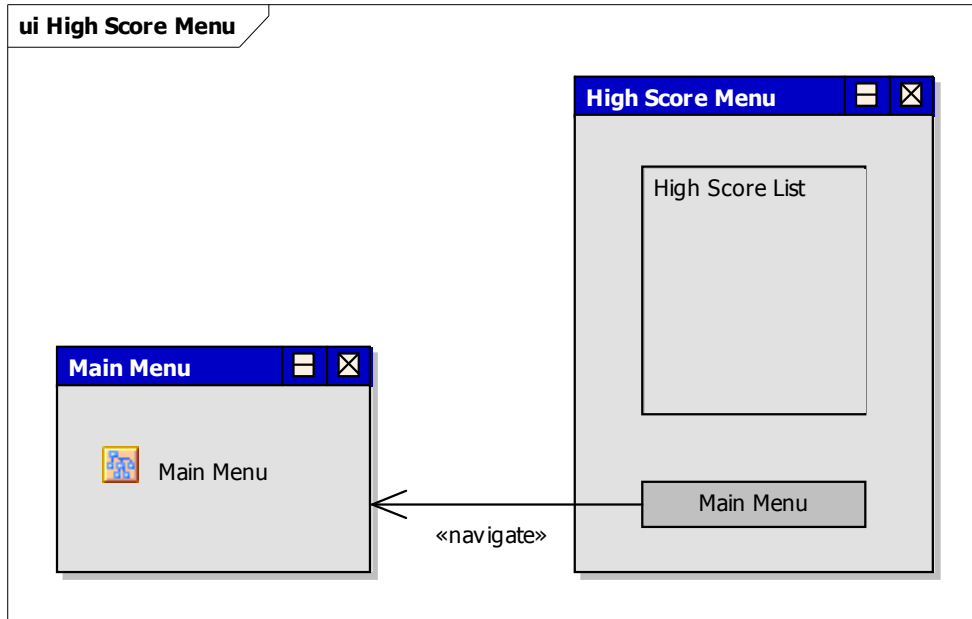 ui High Score Menu
High Score Menu
High Score List
Main Menu
Main Menu
Main Menu
«navigate»